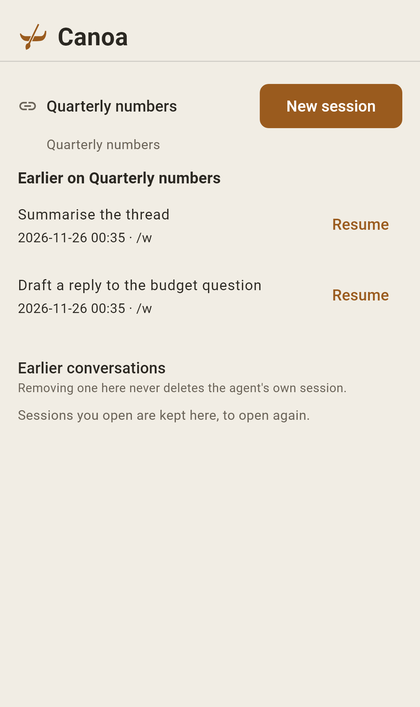 Canoa
Quarterly numbers
New session
Quarterly numbers
Earlier on Quarterly numbers
Summarise the thread
2026-11-26 00:35 · /w
Resume
Draft a reply to the budget question
2026-11-26 00:35 · /w
Resume
Earlier conversations
Removing one here never deletes the agent's own session.
Sessions you open are kept here, to open again.